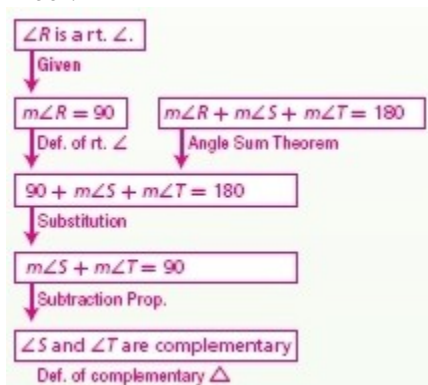 ∠R is a rt. ∠.
Given
m∠R = 90 m∠R + m∠S + m∠T = 180
Def. of rt. ∠ Angle Sum Theorem
90 + m∠S + m∠T = 180
Substitution
m∠S + m∠T = 90
Subtraction Prop.
∠S and ∠T are complementary
Def. of complementary △